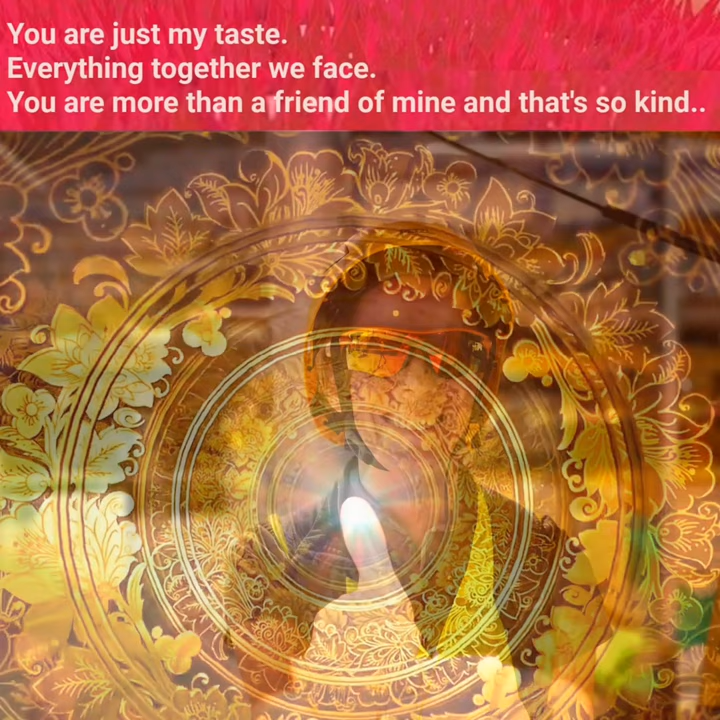 You are just my taste.
Everything together we face.
You are more than a friend of mine and that's so kind..